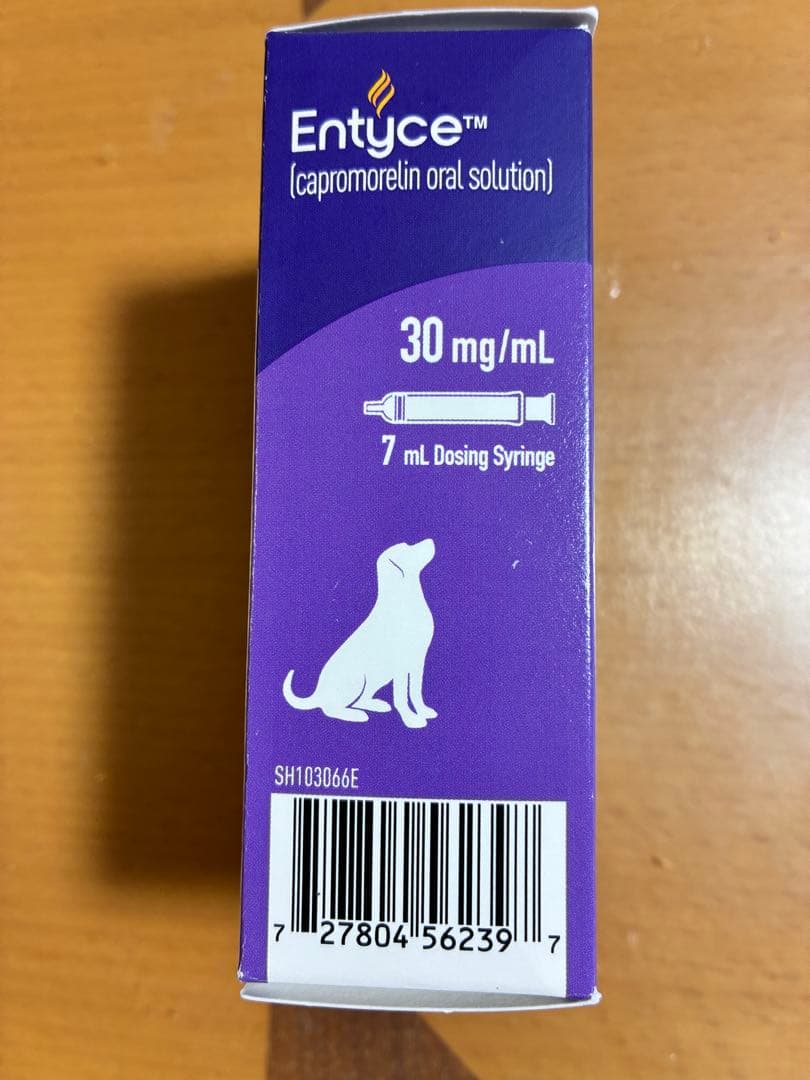 Entyce™
(capromorelin oral solution)
30 mg/mL
7 mL Dosing Syringe
SH103066E
7 27804 56239 7